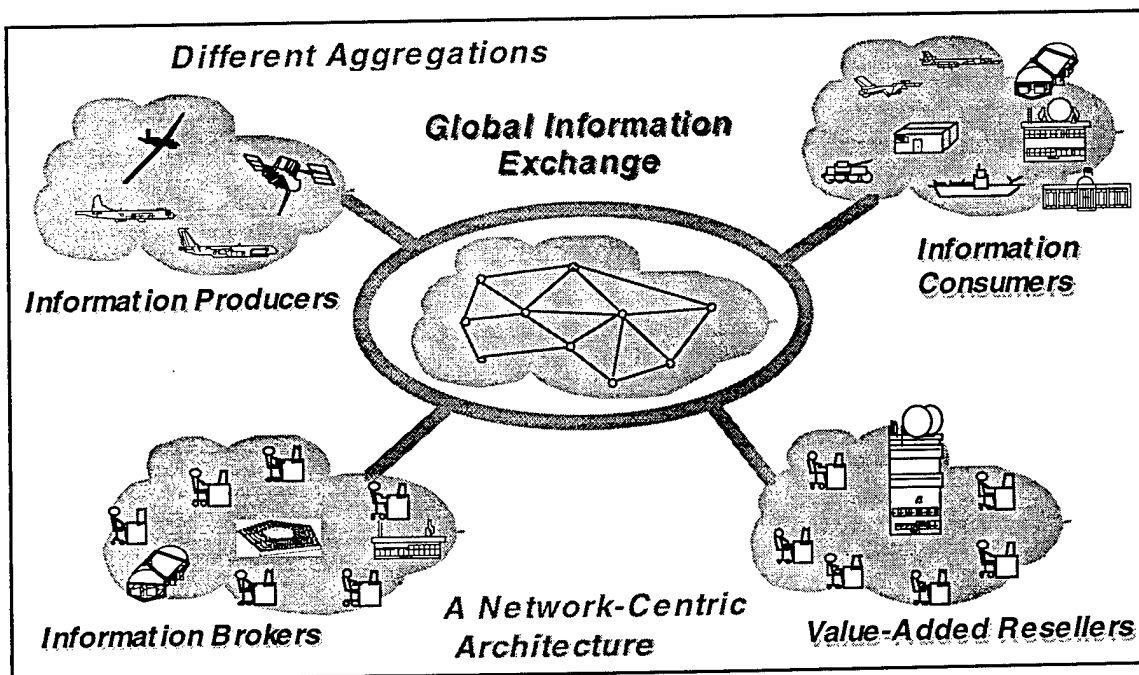 Different Aggregations
Global Information
Exchange
Information Producers
Information
Consumers
Information Brokers
A Network-Centric
Architecture
Value-Added Resellers